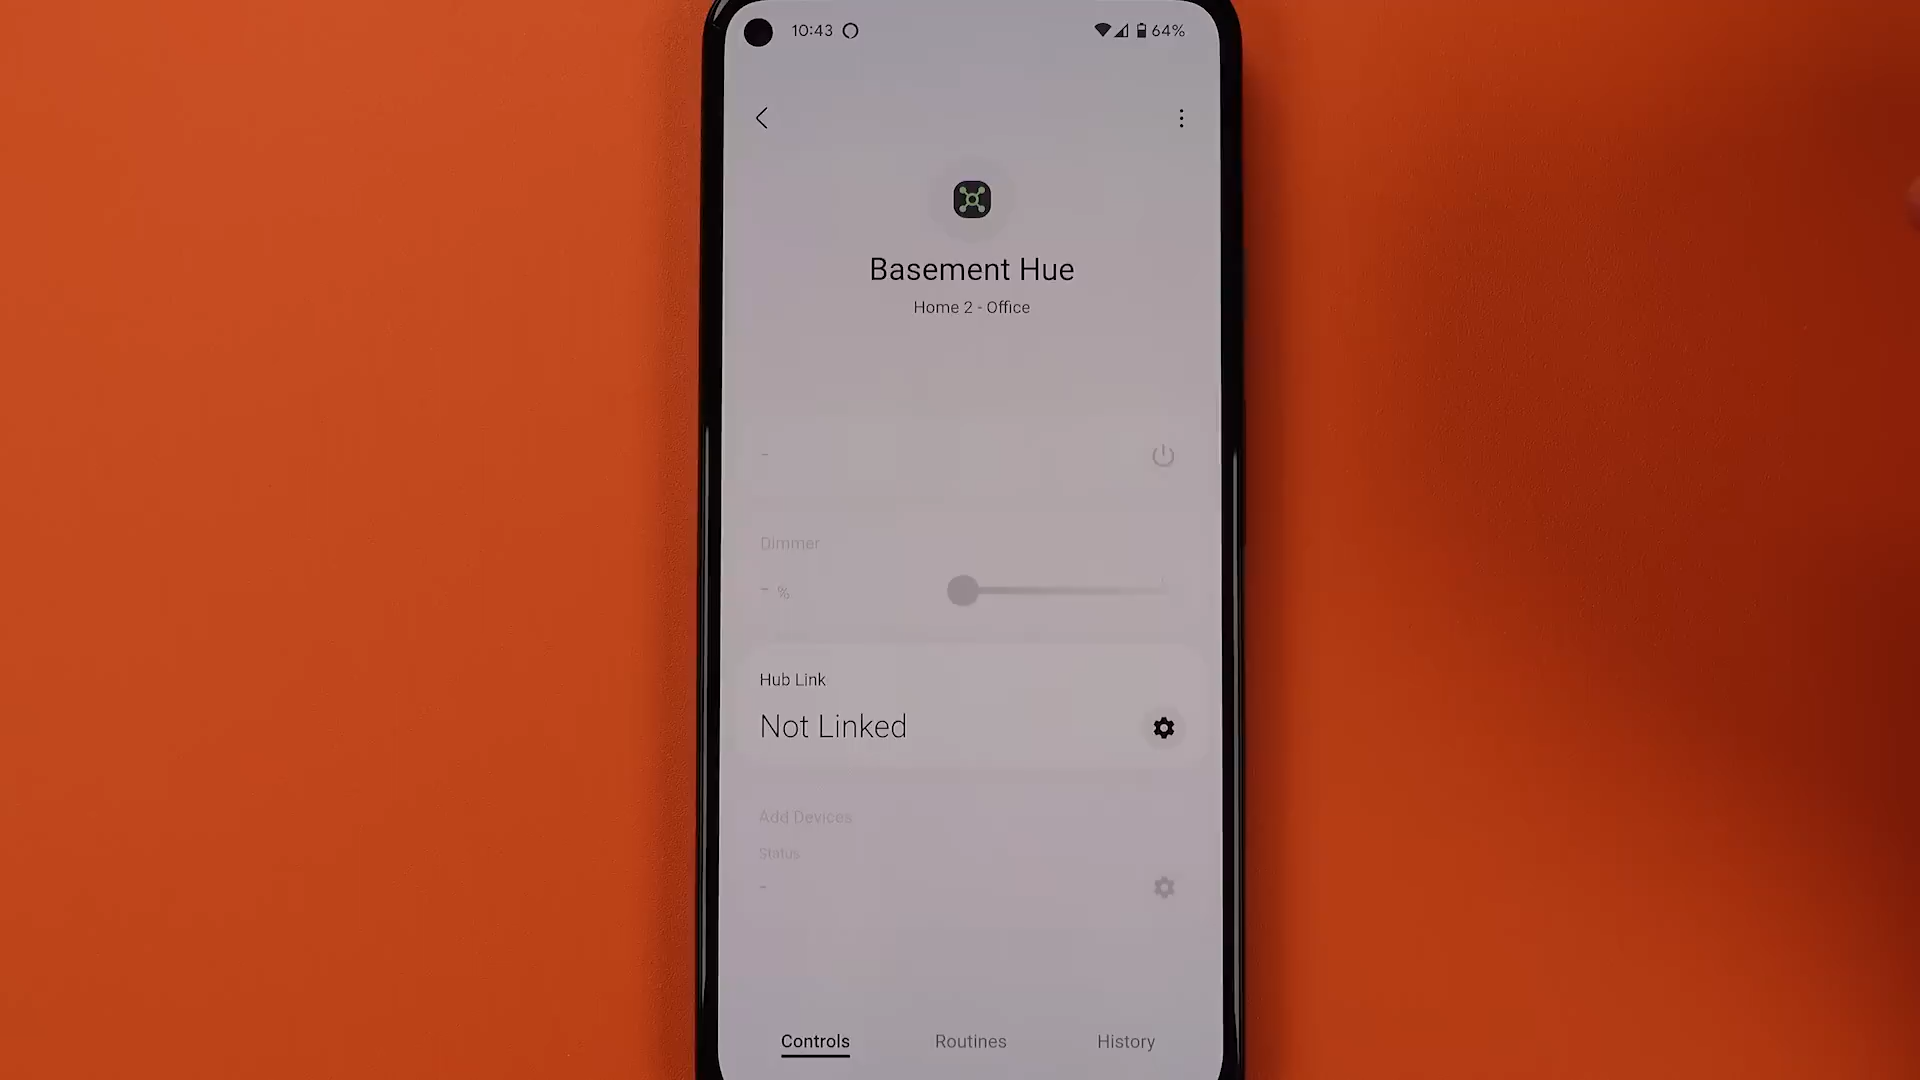 10:43
64%
Basement Hue
Home 2 - Office
-
Dimmer
- %
Hub Link
Not Linked
Add Devices
Status
-
Controls Routines History